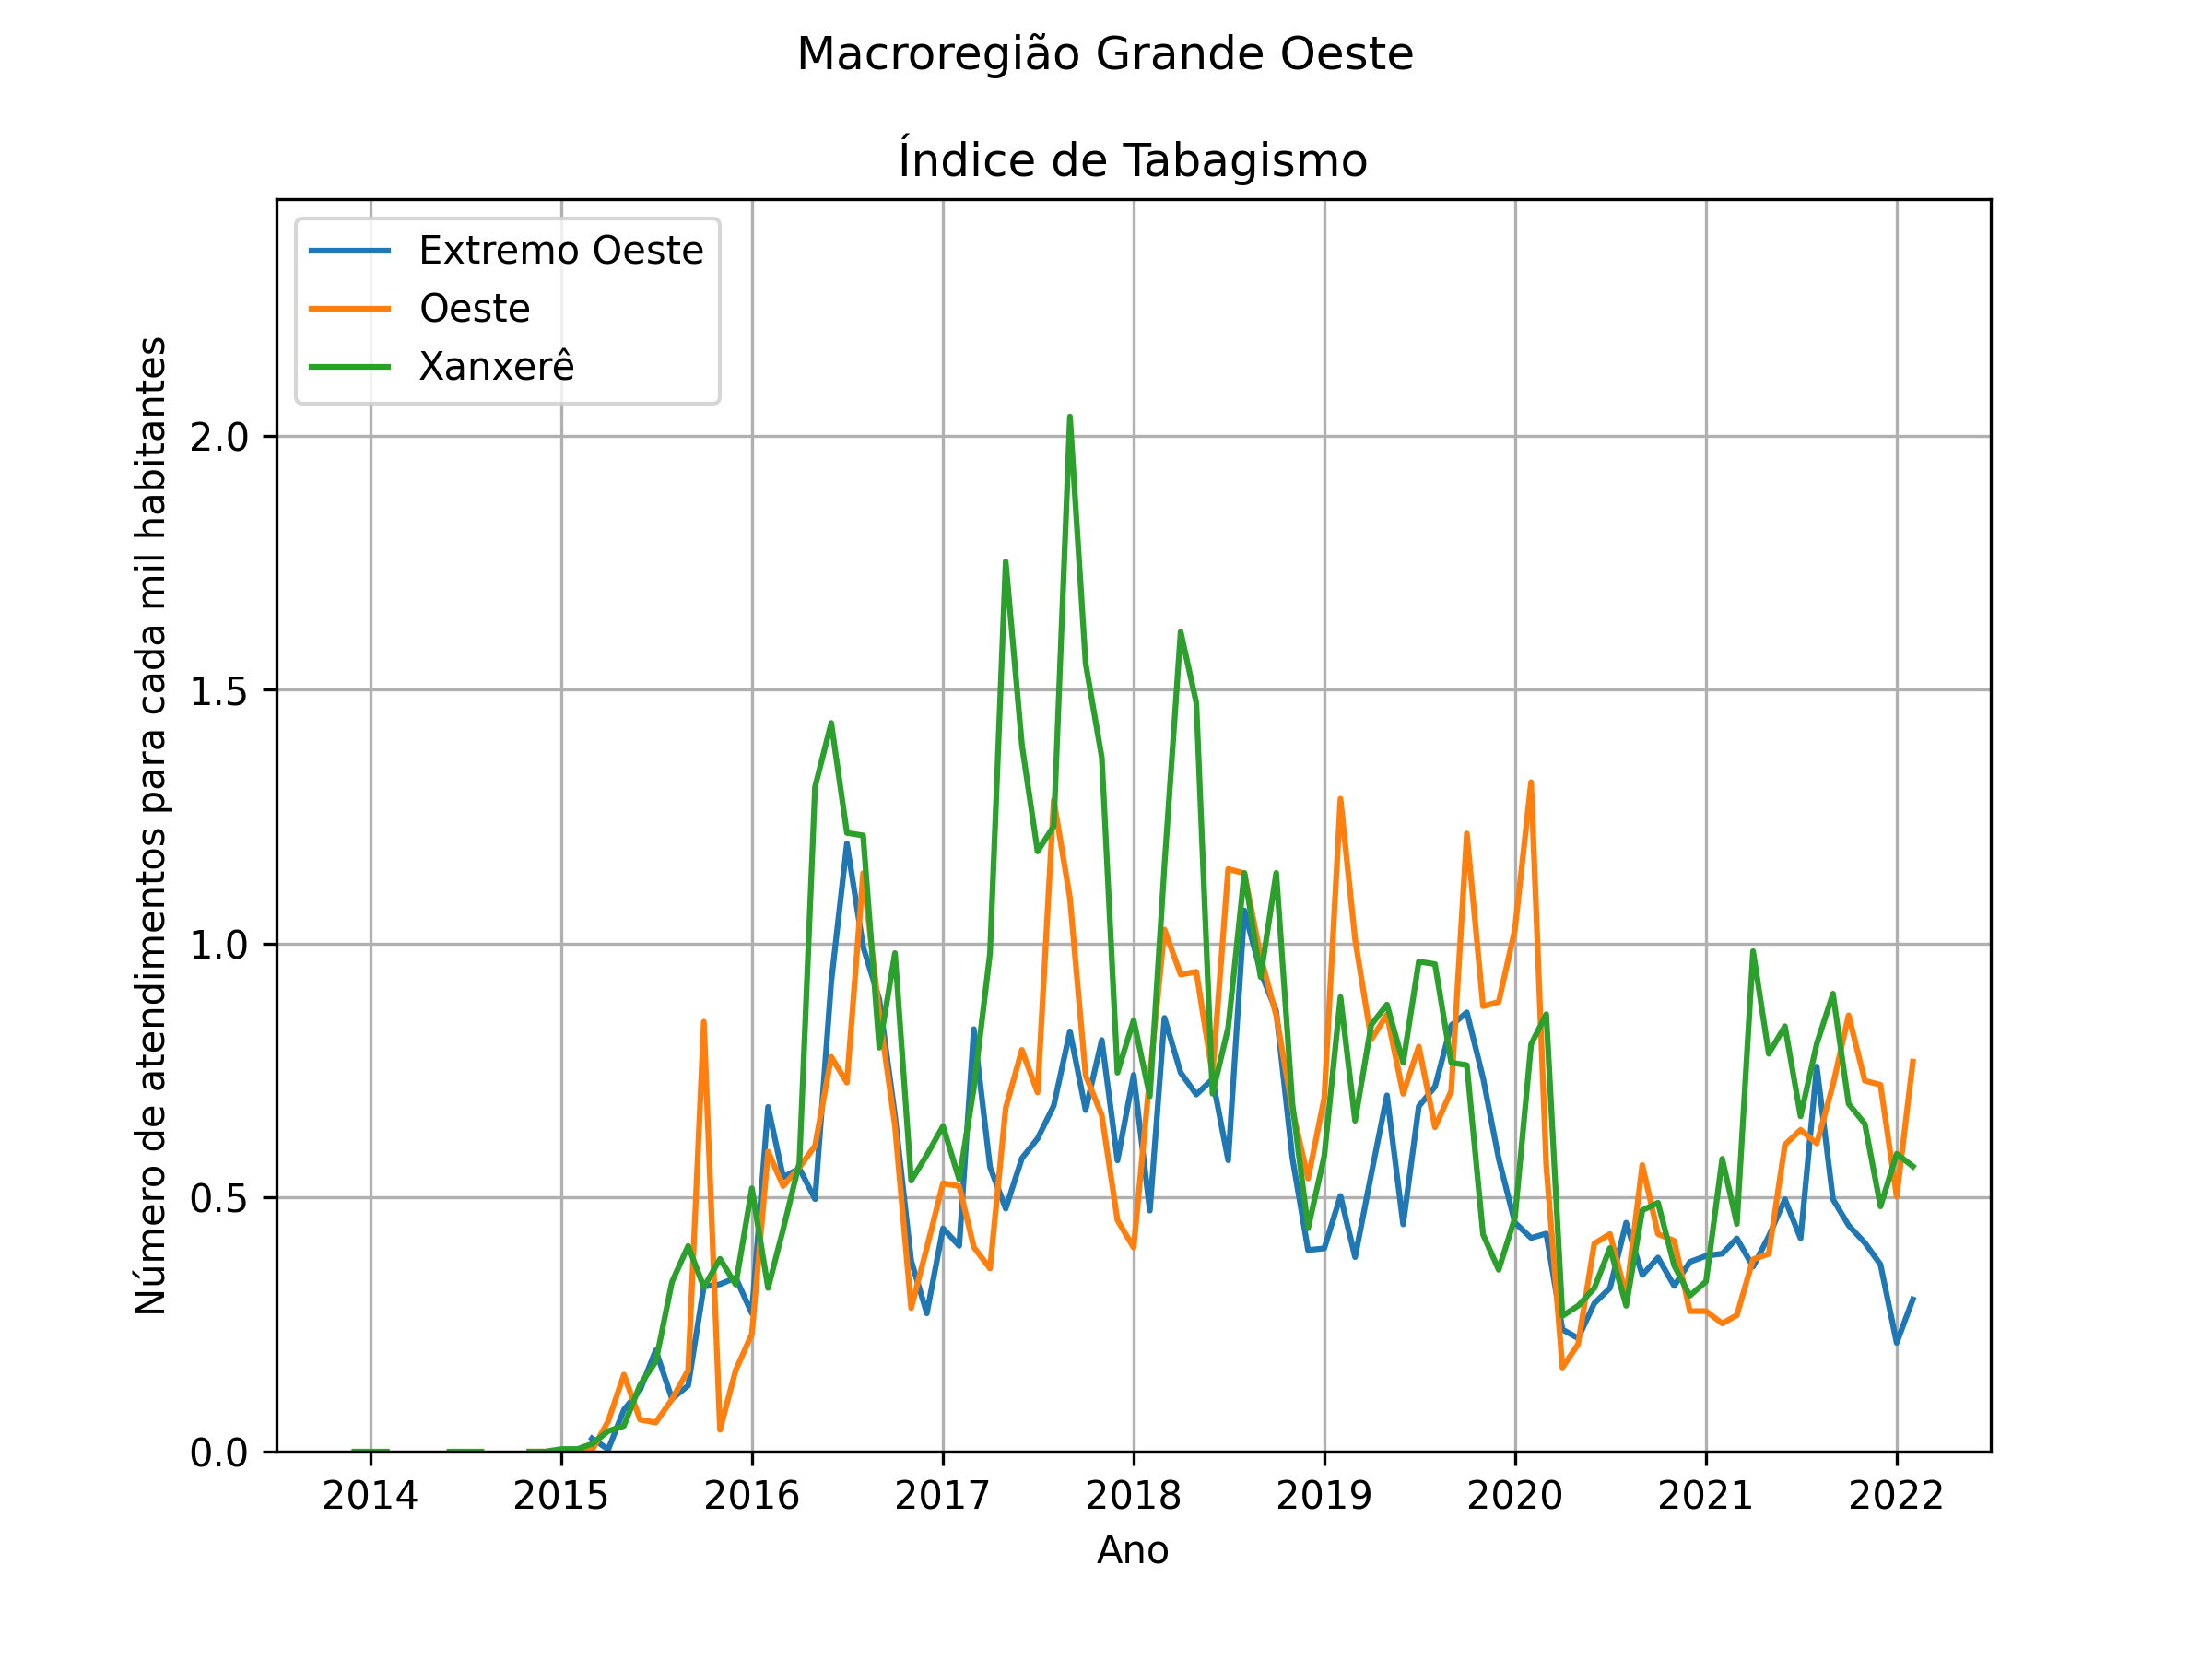 Macroregião Grande Oeste
Índice de Tabagismo
Extremo Oeste
Oeste
Xanxerê
Número de atendimentos para cada mil habitantes
2.0
1.5
1.0
0.5
0.0
2014 2015 2016 2017 2018 2019 2020 2021 2022
Ano